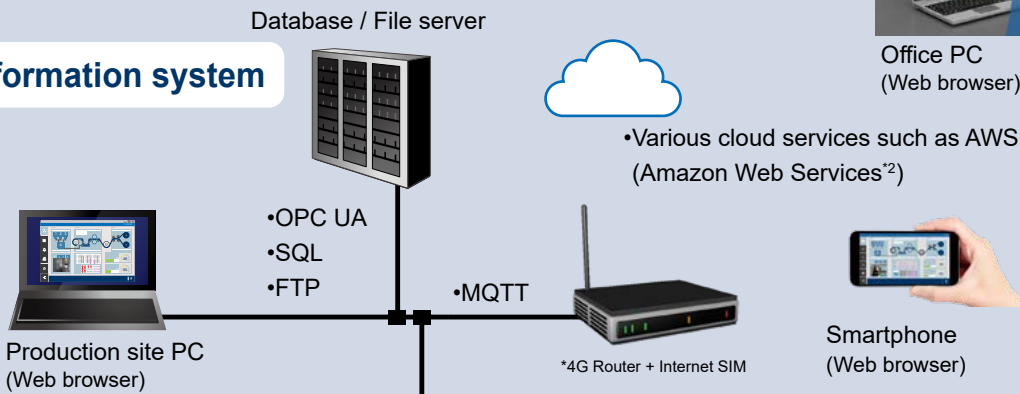 Database / File server
formation system
Office PC
(Web browser)
•Various cloud services such as AWS
(Amazon Web Services*2)
•OPC UA
•SQL
•FTP
•MQTT
Production site PC
(Web browser)
*4G Router + Internet SIM
Smartphone
(Web browser)